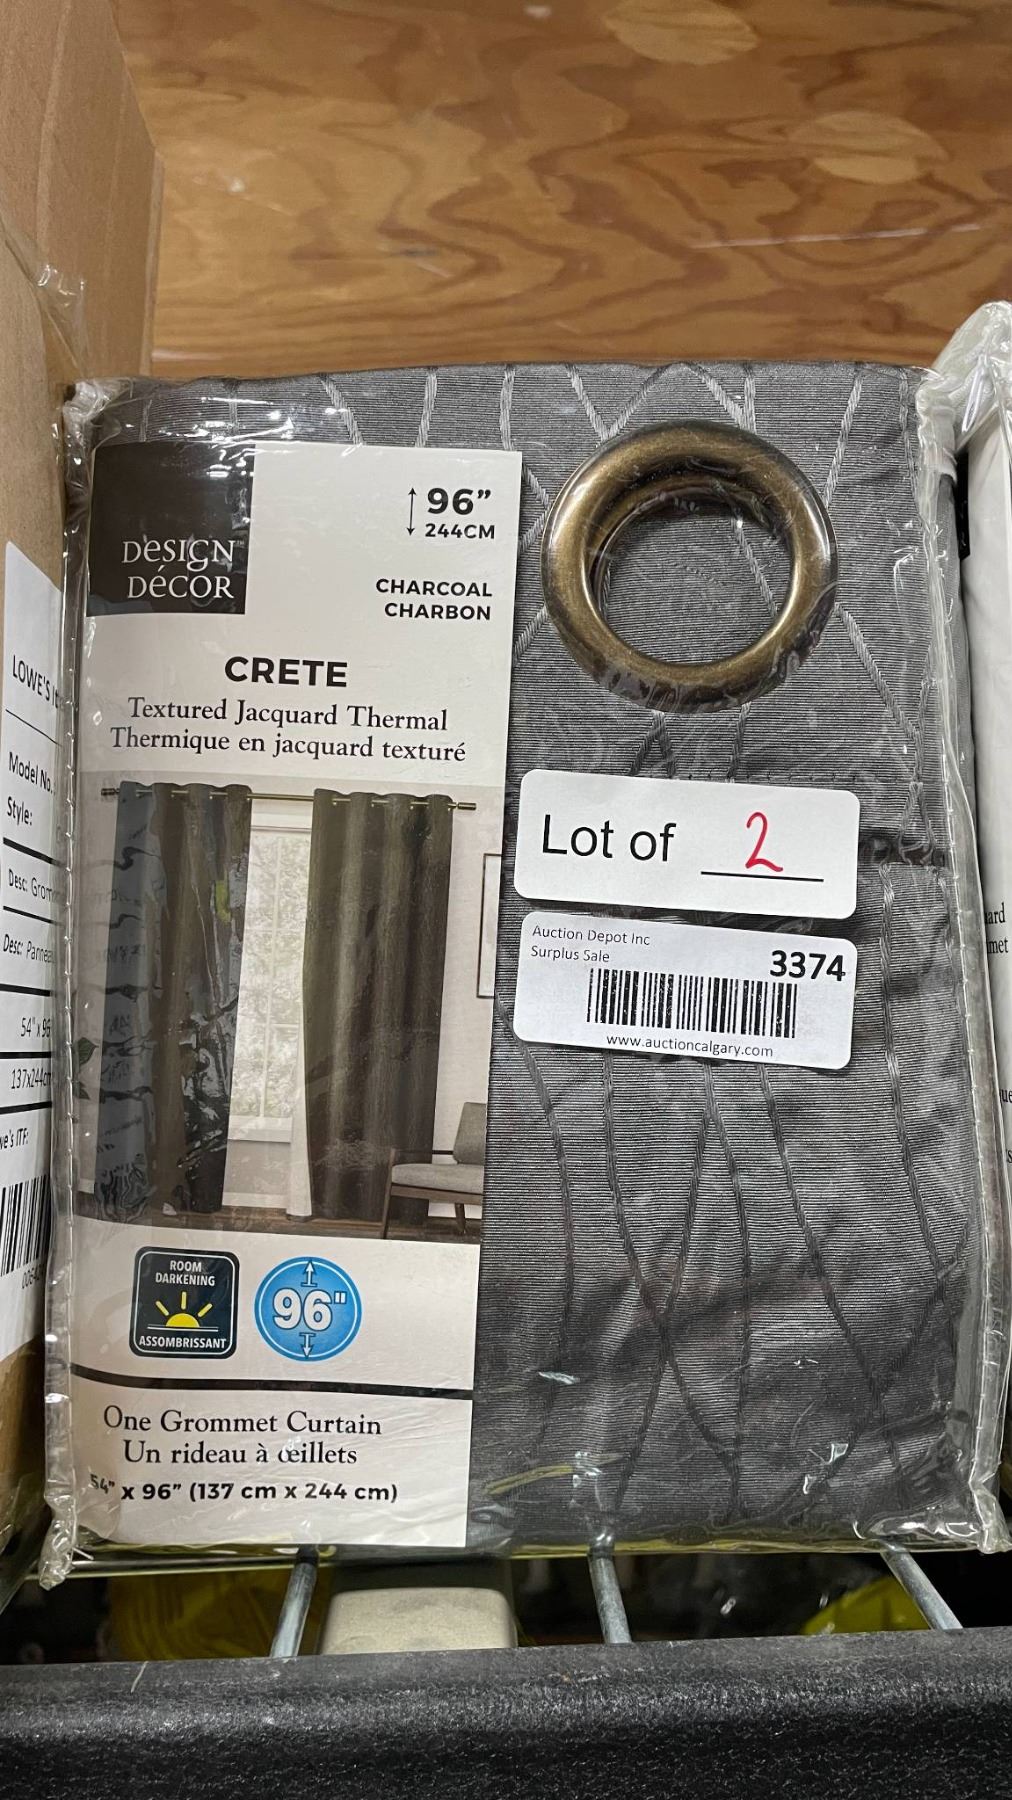 DESIGN™
DÉCOR
96”
244CM
CHARCOAL
CHARBON
CRETE
Textured Jacquard Thermal
Thermique en jacquard texturé
Lot of 2
Auction Depot Inc
Surplus Sale
3374
www.auctioncalgary.com
ROOM
DARKENING
ASSOMBRISSANT
96"
One Grommet Curtain
Un rideau à œillets
54” x 96” (137 cm x 244 cm)
LOWE'S
Model No.
Style:
Desc:
Desc:
54" x 96
137x244cm
ITF: